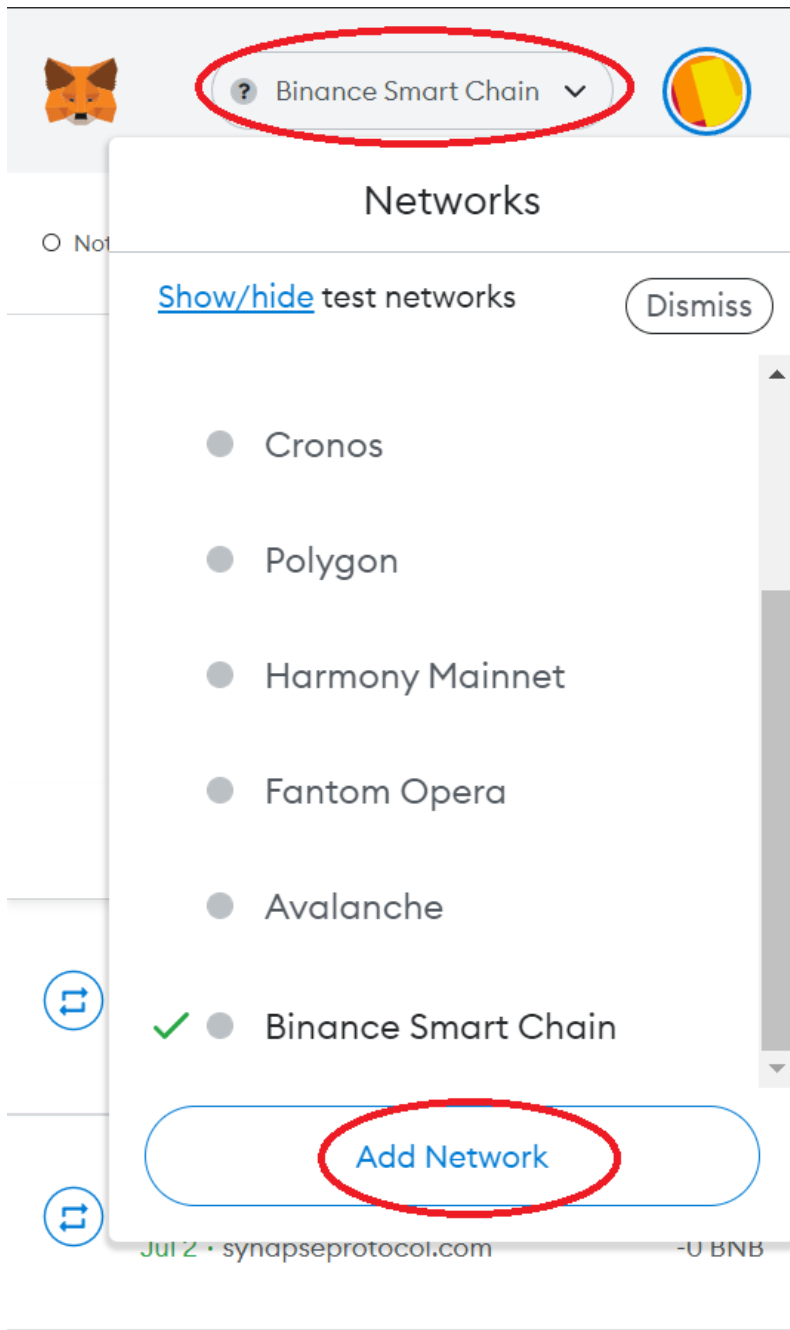 ? Binance Smart Chain
Networks
Not
Show/hide test networks
Dismiss
Cronos
Polygon
Harmony Mainnet
Fantom Opera
Avalanche
Binance Smart Chain
Add Network
Jul 2 · synapseprotocol.com
-0 BNB